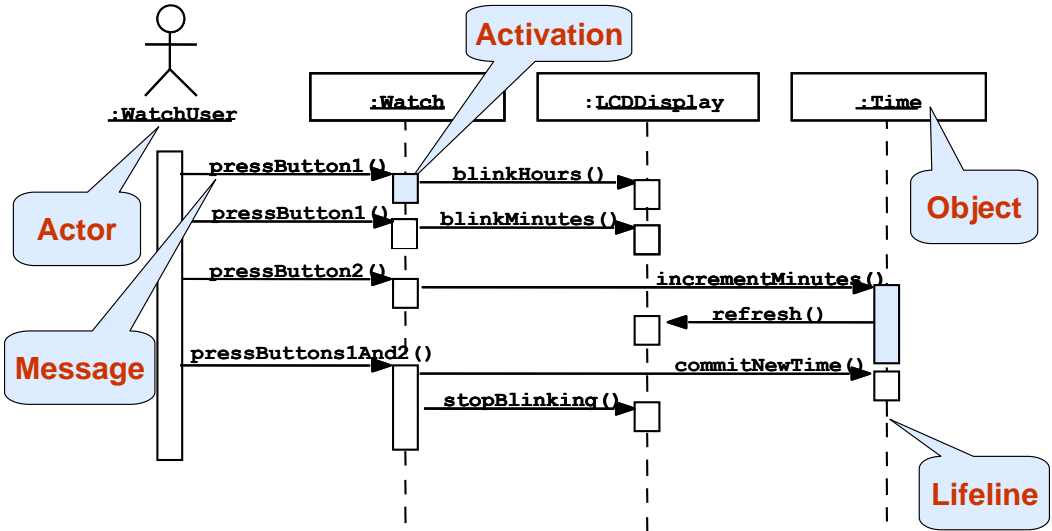 Activation
:Watch
:LCDDisplay
:Time
:WatchUser
pressButton1()
blinkHours()
Actor
pressButton1()
blinkMinutes()
Object
pressButton2()
incrementMinutes()
refresh()
Message
pressButtons1And2()
commitNewTime()
stopBlinking()
Lifeline